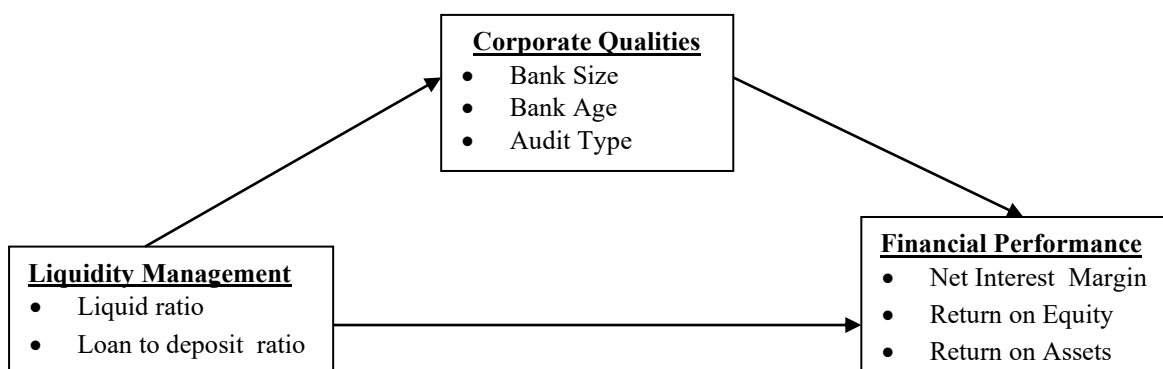 Corporate Qualities
• Bank Size
• Bank Age
• Audit Type
Liquidity Management
• Liquid ratio
• Loan to deposit ratio
Financial Performance
• Net Interest Margin
• Return on Equity
• Return on Assets